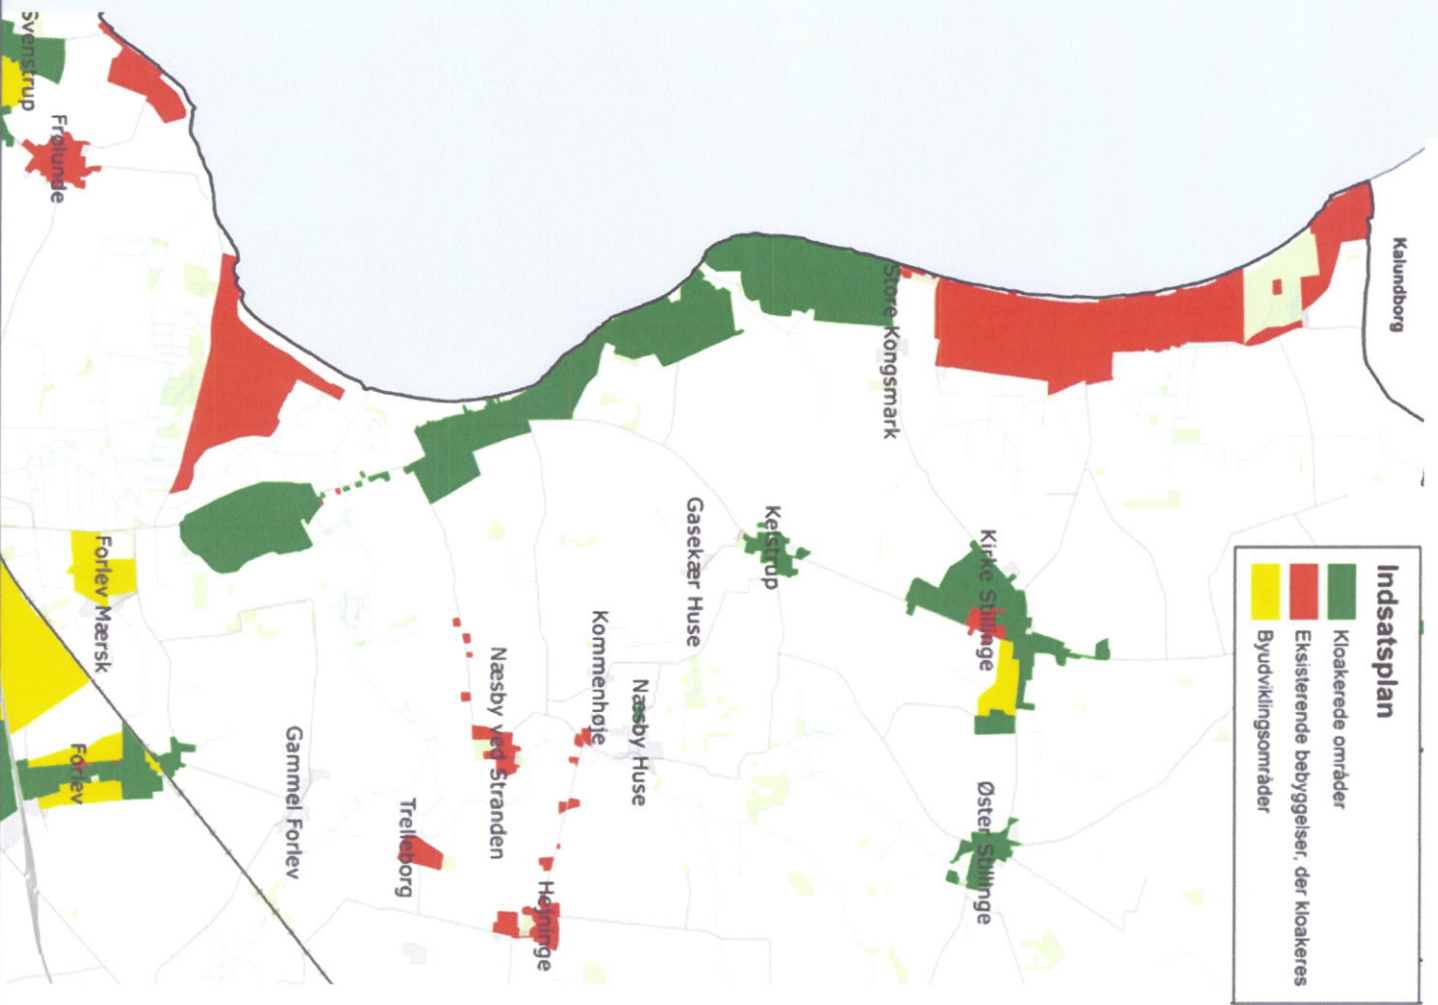 Indsatsplan
Kloakerede områder
Eksisterende bebyggelser, der kloakeres
Byudviklingsområder
Kalundborg
Kirke Stillinge
Øster Stillinge
Store Kongsmark
Kelstrup
Gasekær Huse
Næsby Huse
Kommenhøje
Hejninge
Næsby ved Stranden
Trelleborg
Gammel Forlev
Forlev Mærsk
Forlev
Frølunde
Svenstrup